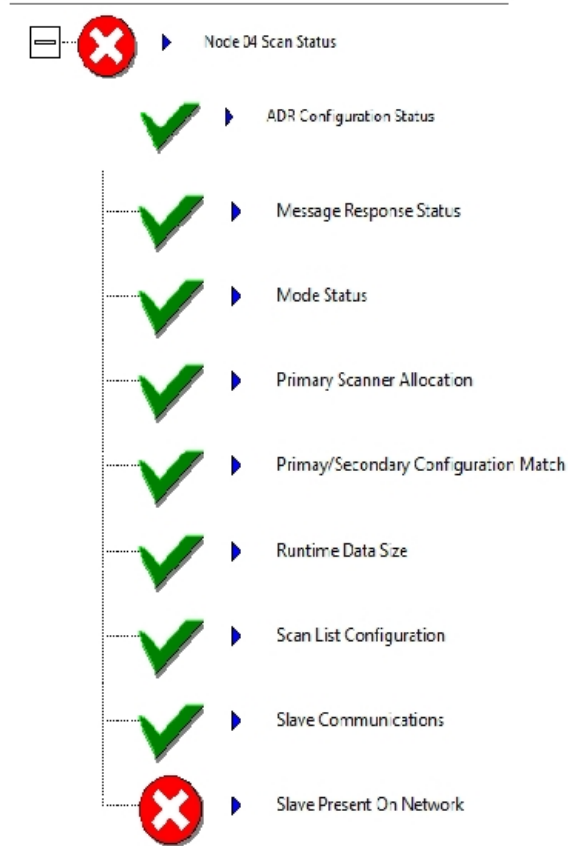 Node 04 Scan Status
ADR Configuration Status
Message Response Status
Mode Status
Primary Scanner Allocation
Primay/Secondary Configuration Match
Runtime Data Size
Scan List Configuration
Slave Communications
Slave Present On Network